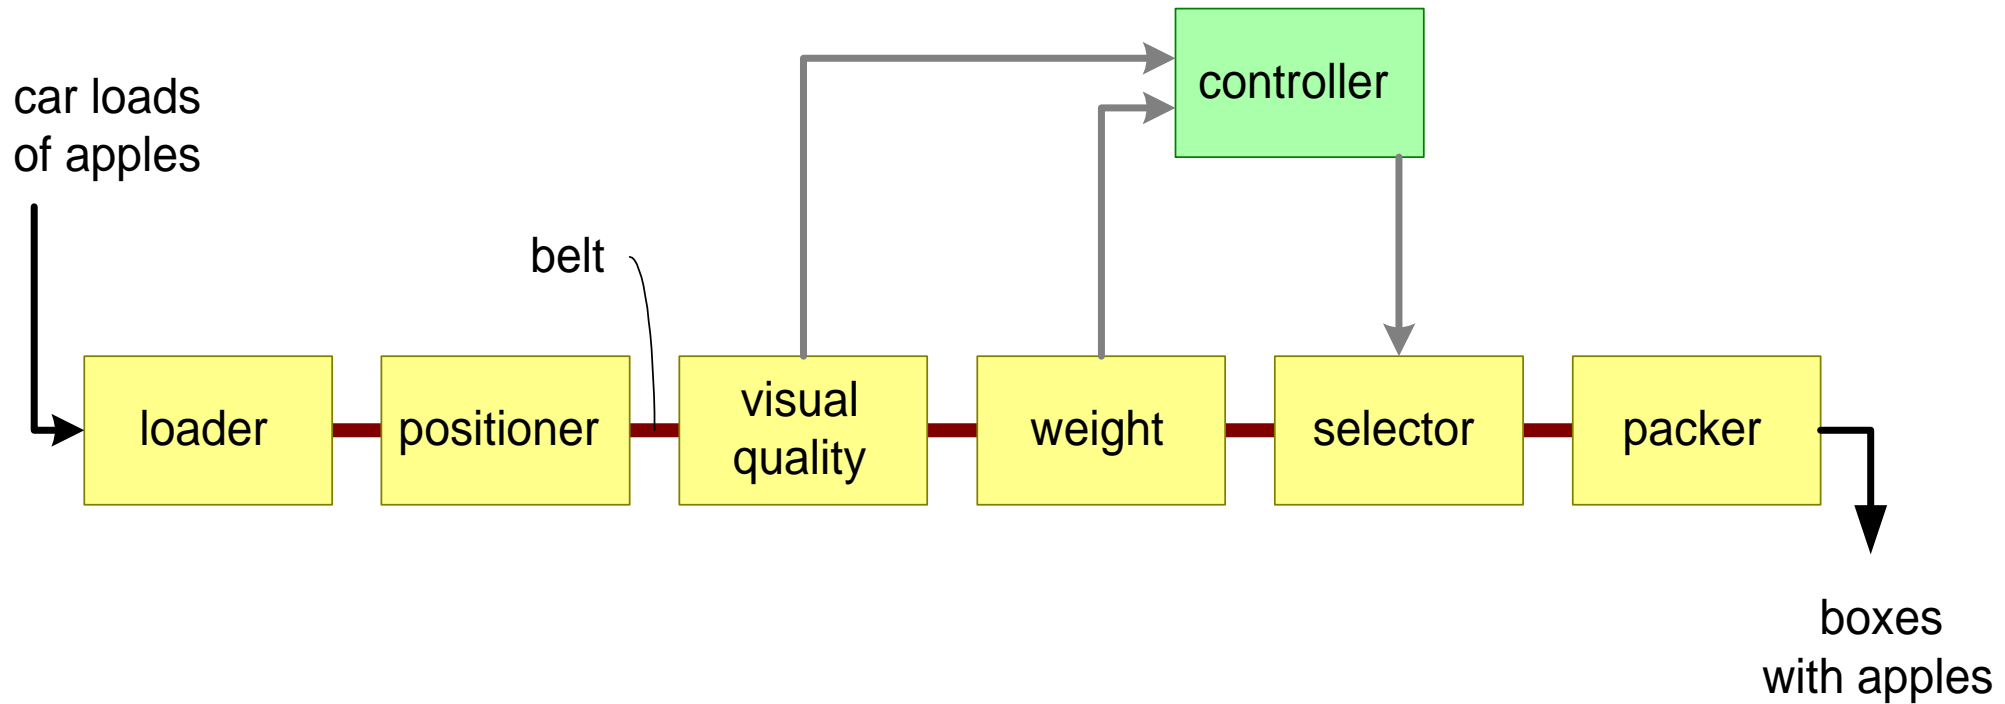 controller
car loads
of apples
belt
loader
positioner
visual
quality
weight
selector
packer
boxes
with apples